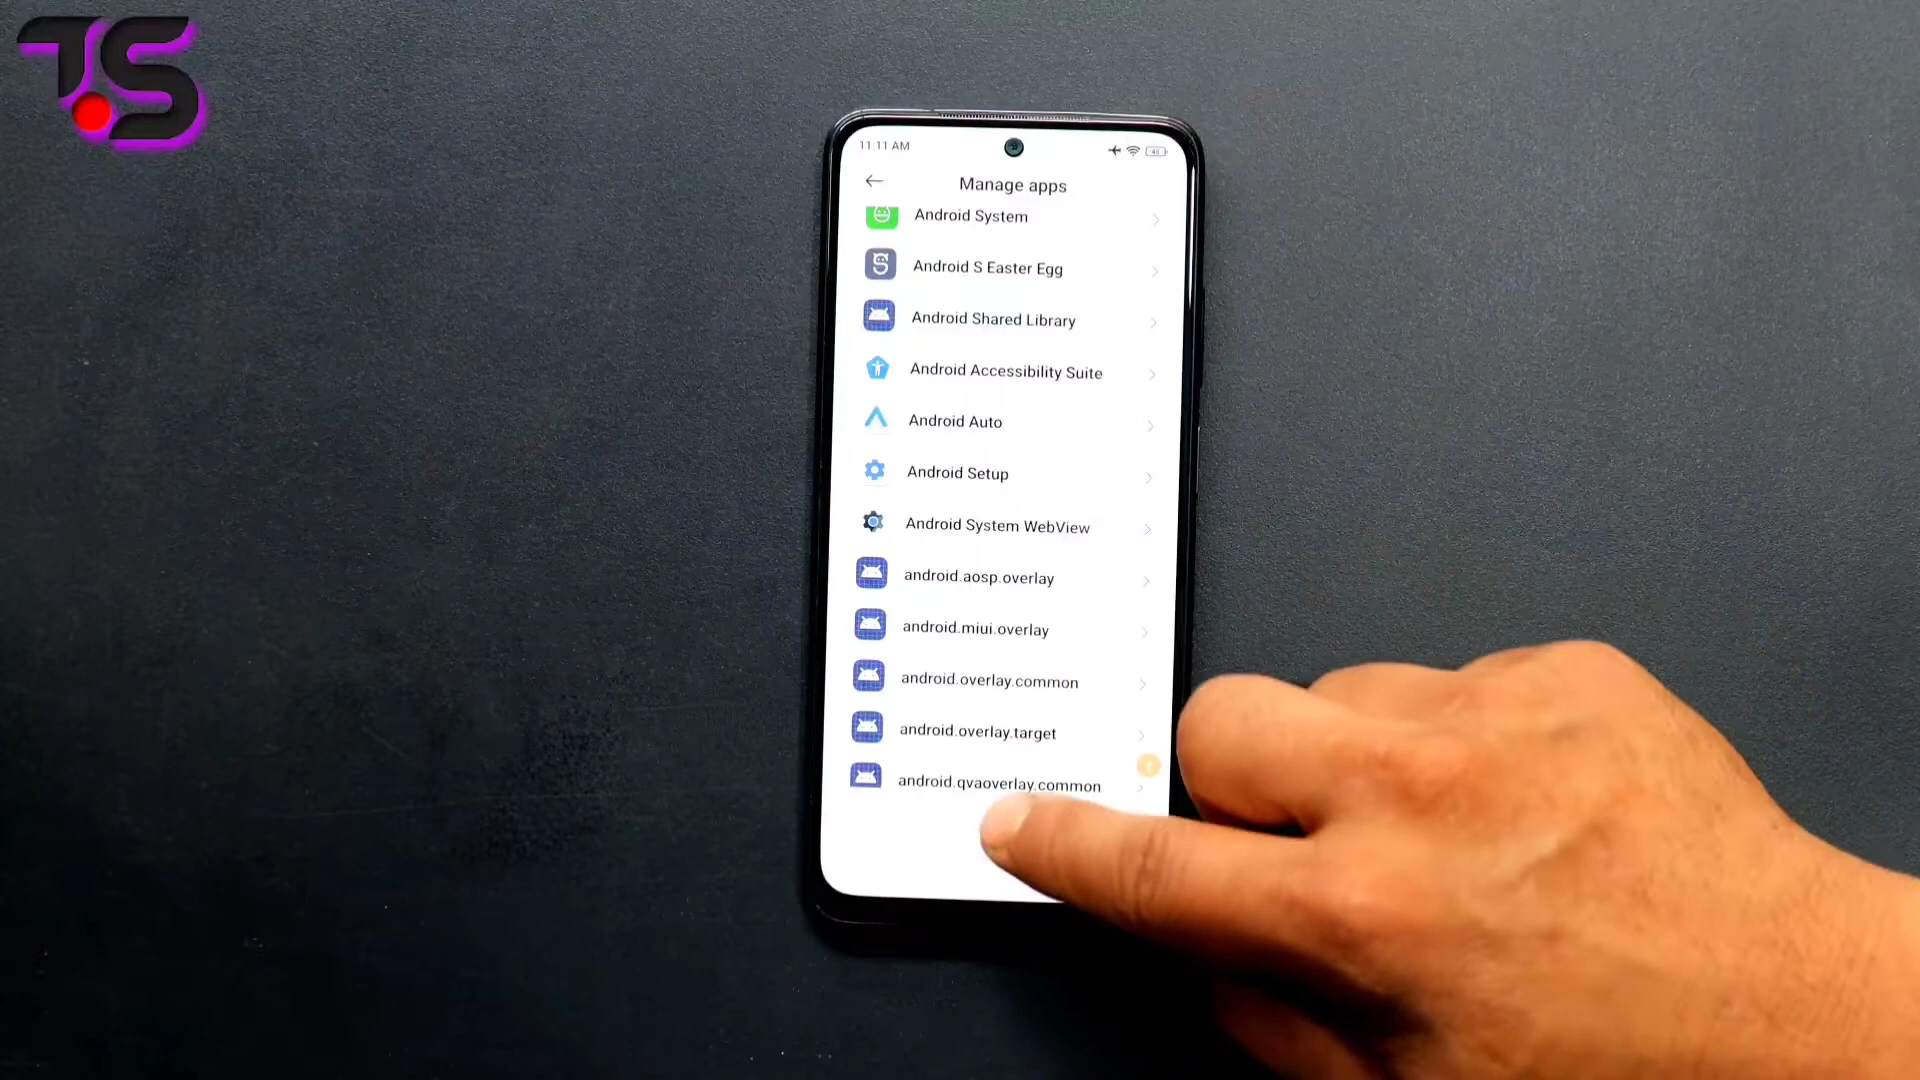 T.S
11:11 AM
48
Manage apps
Android System
Android S Easter Egg
Android Shared Library
Android Accessibility Suite
Android Auto
Android Setup
Android System WebView
android.aosp.overlay
android.miui.overlay
android.overlay.common
android.overlay.target
android.qvaoverlay.common